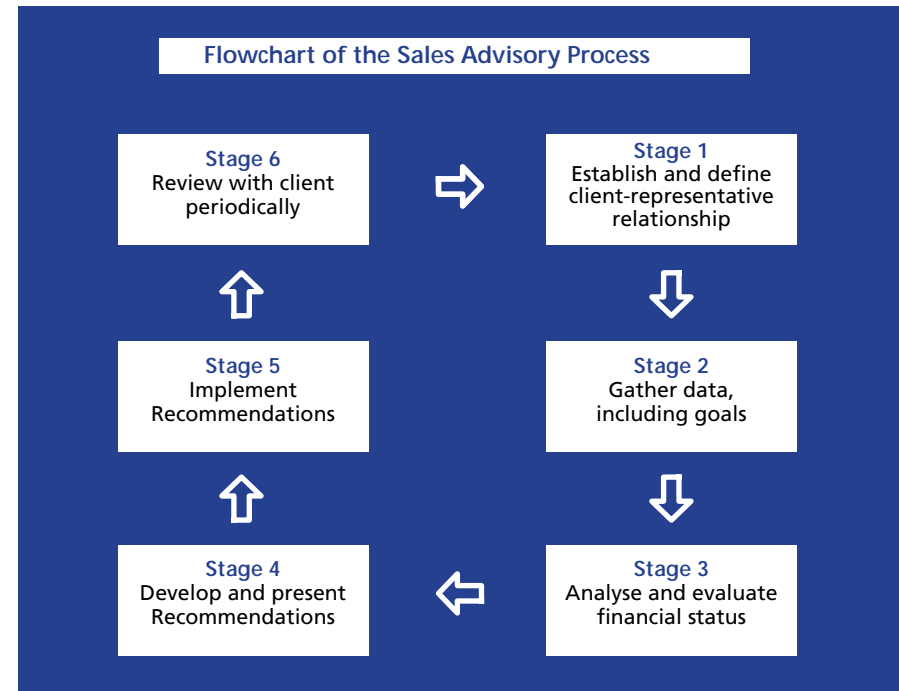 Flowchart of the Sales Advisory Process
Stage 6
Review with client
periodically
Stage 1
Establish and define
client-representative
relationship
Stage 5
Implement
Recommendations
Stage 2
Gather data,
including goals
Stage 4
Develop and present
Recommendations
Stage 3
Analyse and evaluate
financial status